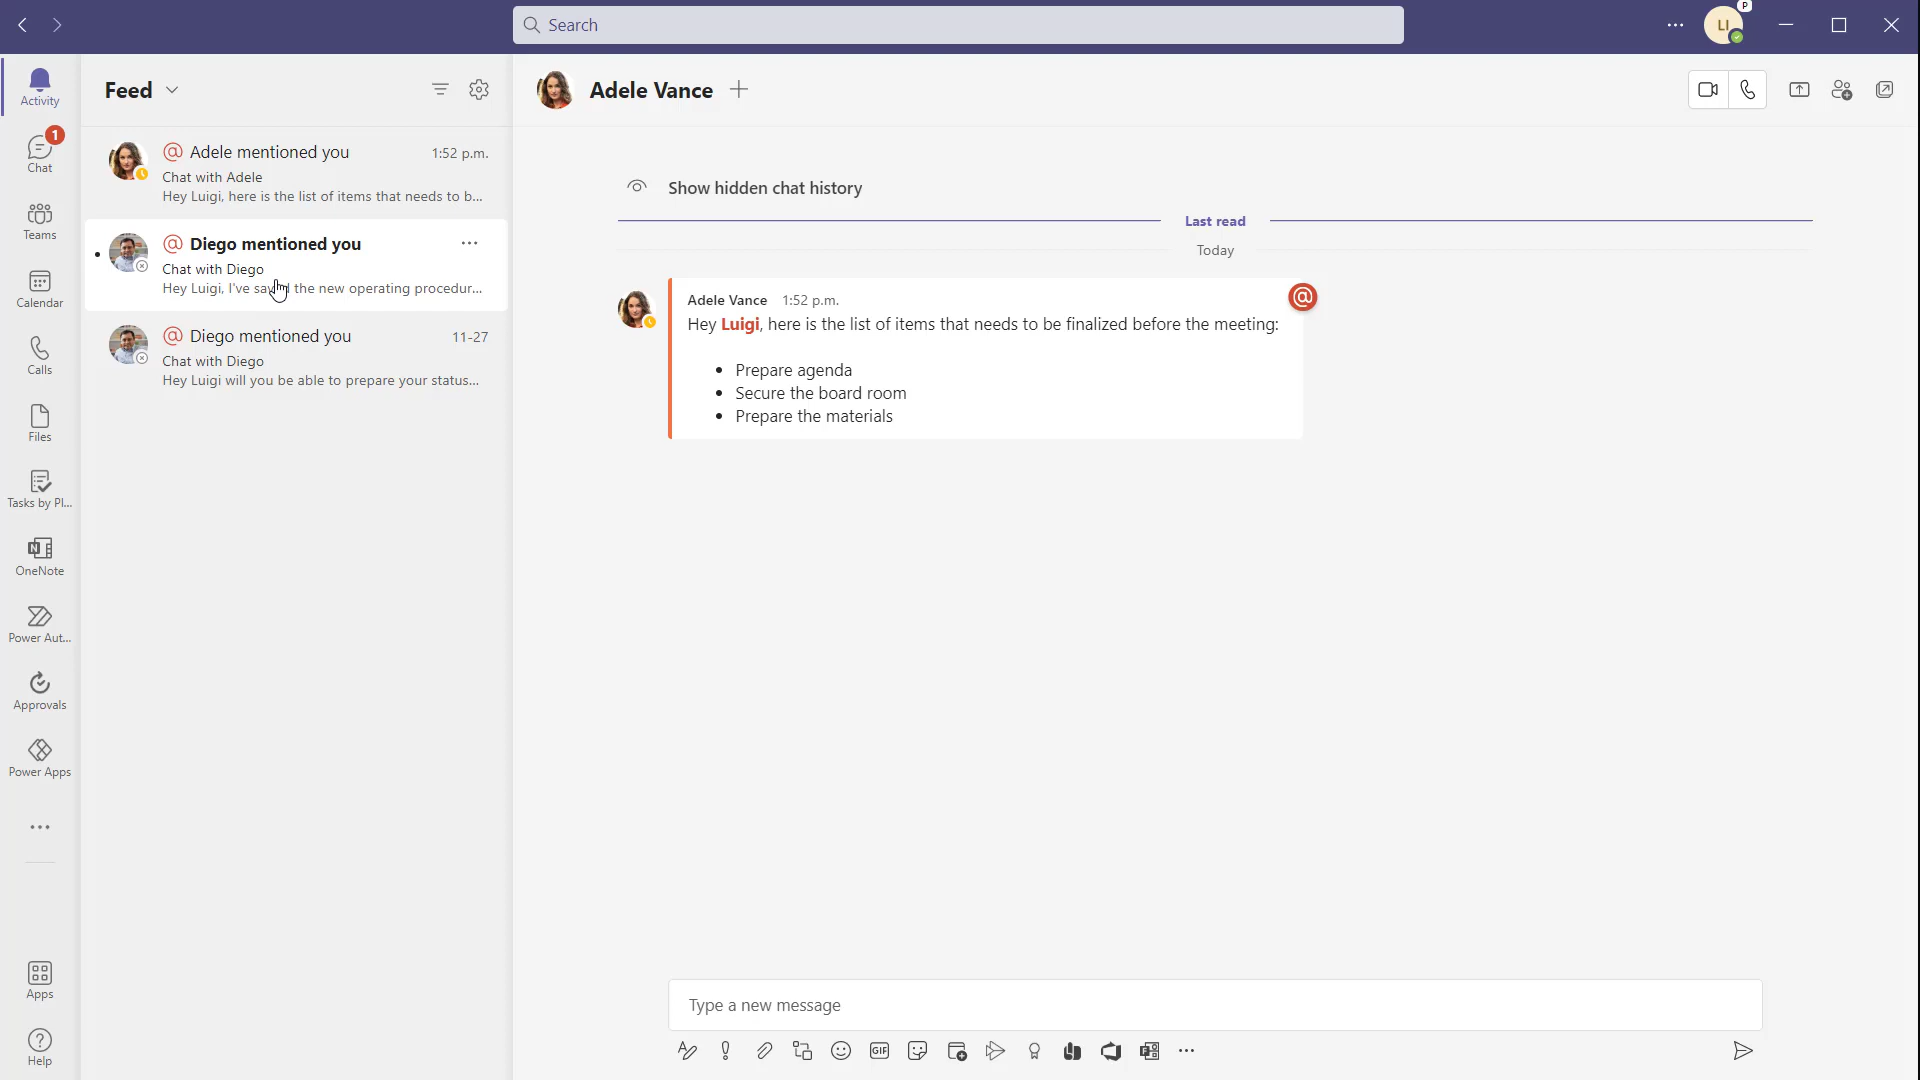 Search
P
LI
Activity
1
Chat
Teams
Calendar
Calls
Files
Tasks by Pl...
OneNote
Power Aut...
Approvals
Power Apps
Apps
Help
Feed
@ Adele mentioned you 1:52 p.m.
Chat with Adele
Hey Luigi, here is the list of items that needs to b...
@ Diego mentioned you
Chat with Diego
Hey Luigi, I've the new operating procedur...
@ Diego mentioned you 11-27
Chat with Diego
Hey Luigi will you be able to prepare your status...
Adele Vance
Show hidden chat history
Last read
Today
Adele Vance 1:52 p.m.
@
Hey Luigi, here is the list of items that needs to be finalized before the meeting:
• Prepare agenda
• Secure the board room
• Prepare the materials
Type a new message
GIF